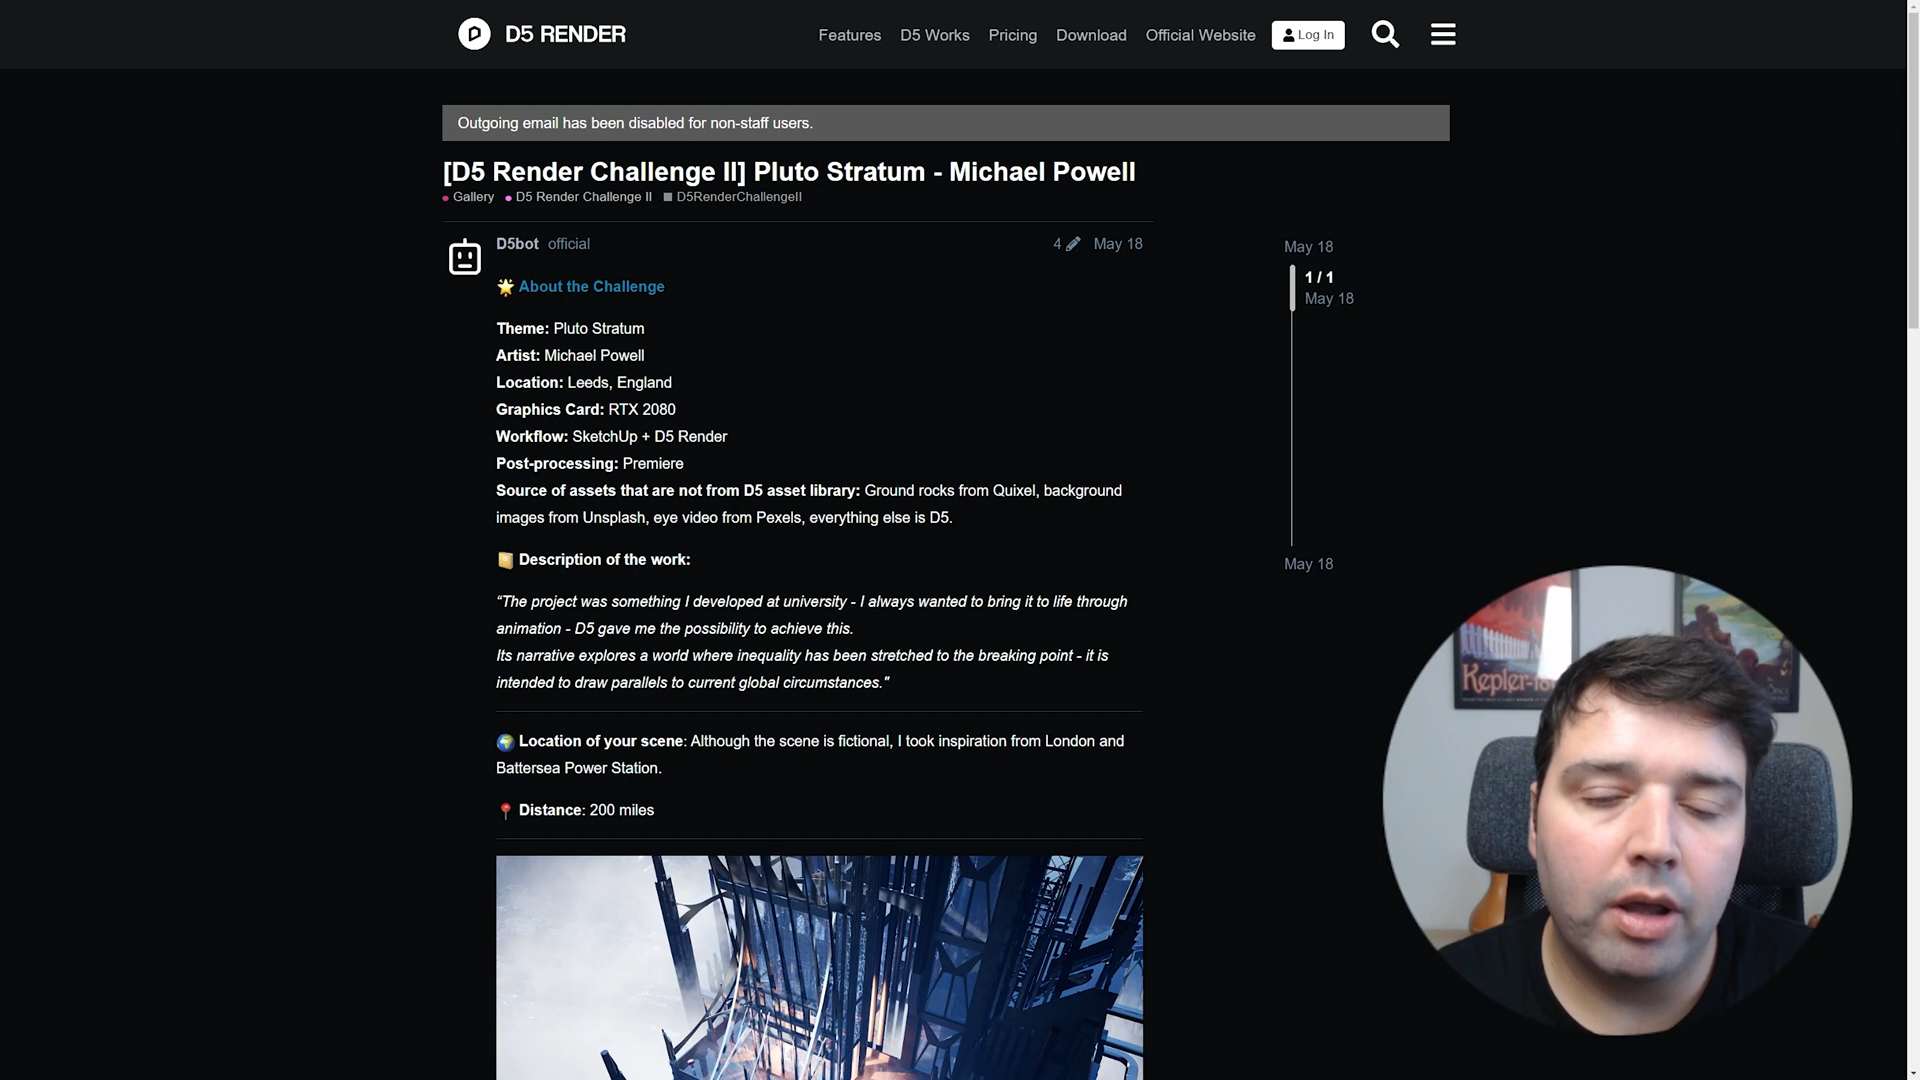 D5 RENDER
Features D5 Works Pricing Download Official Website Log In
Outgoing email has been disabled for non-staff users.
[D5 Render Challenge II] Pluto Stratum - Michael Powell
Gallery D5 Render Challenge II D5RenderChallengeII
D5bot official 4 May 18
About the Challenge
Theme: Pluto Stratum
Artist: Michael Powell
Location: Leeds, England
Graphics Card: RTX 2080
Workflow: SketchUp + D5 Render
Post-processing: Premiere
Source of assets that are not from D5 asset library: Ground rocks from Quixel, background
images from Unsplash, eye video from Pexels, everything else is D5.
Description of the work:
“The project was something I developed at university - I always wanted to bring it to life through
animation - D5 gave me the possibility to achieve this.
Its narrative explores a world where inequality has been stretched to the breaking point - it is
intended to draw parallels to current global circumstances.”
Location of your scene: Although the scene is fictional, I took inspiration from London and
Battersea Power Station.
Distance: 200 miles
May 18
1 / 1
May 18
May 18